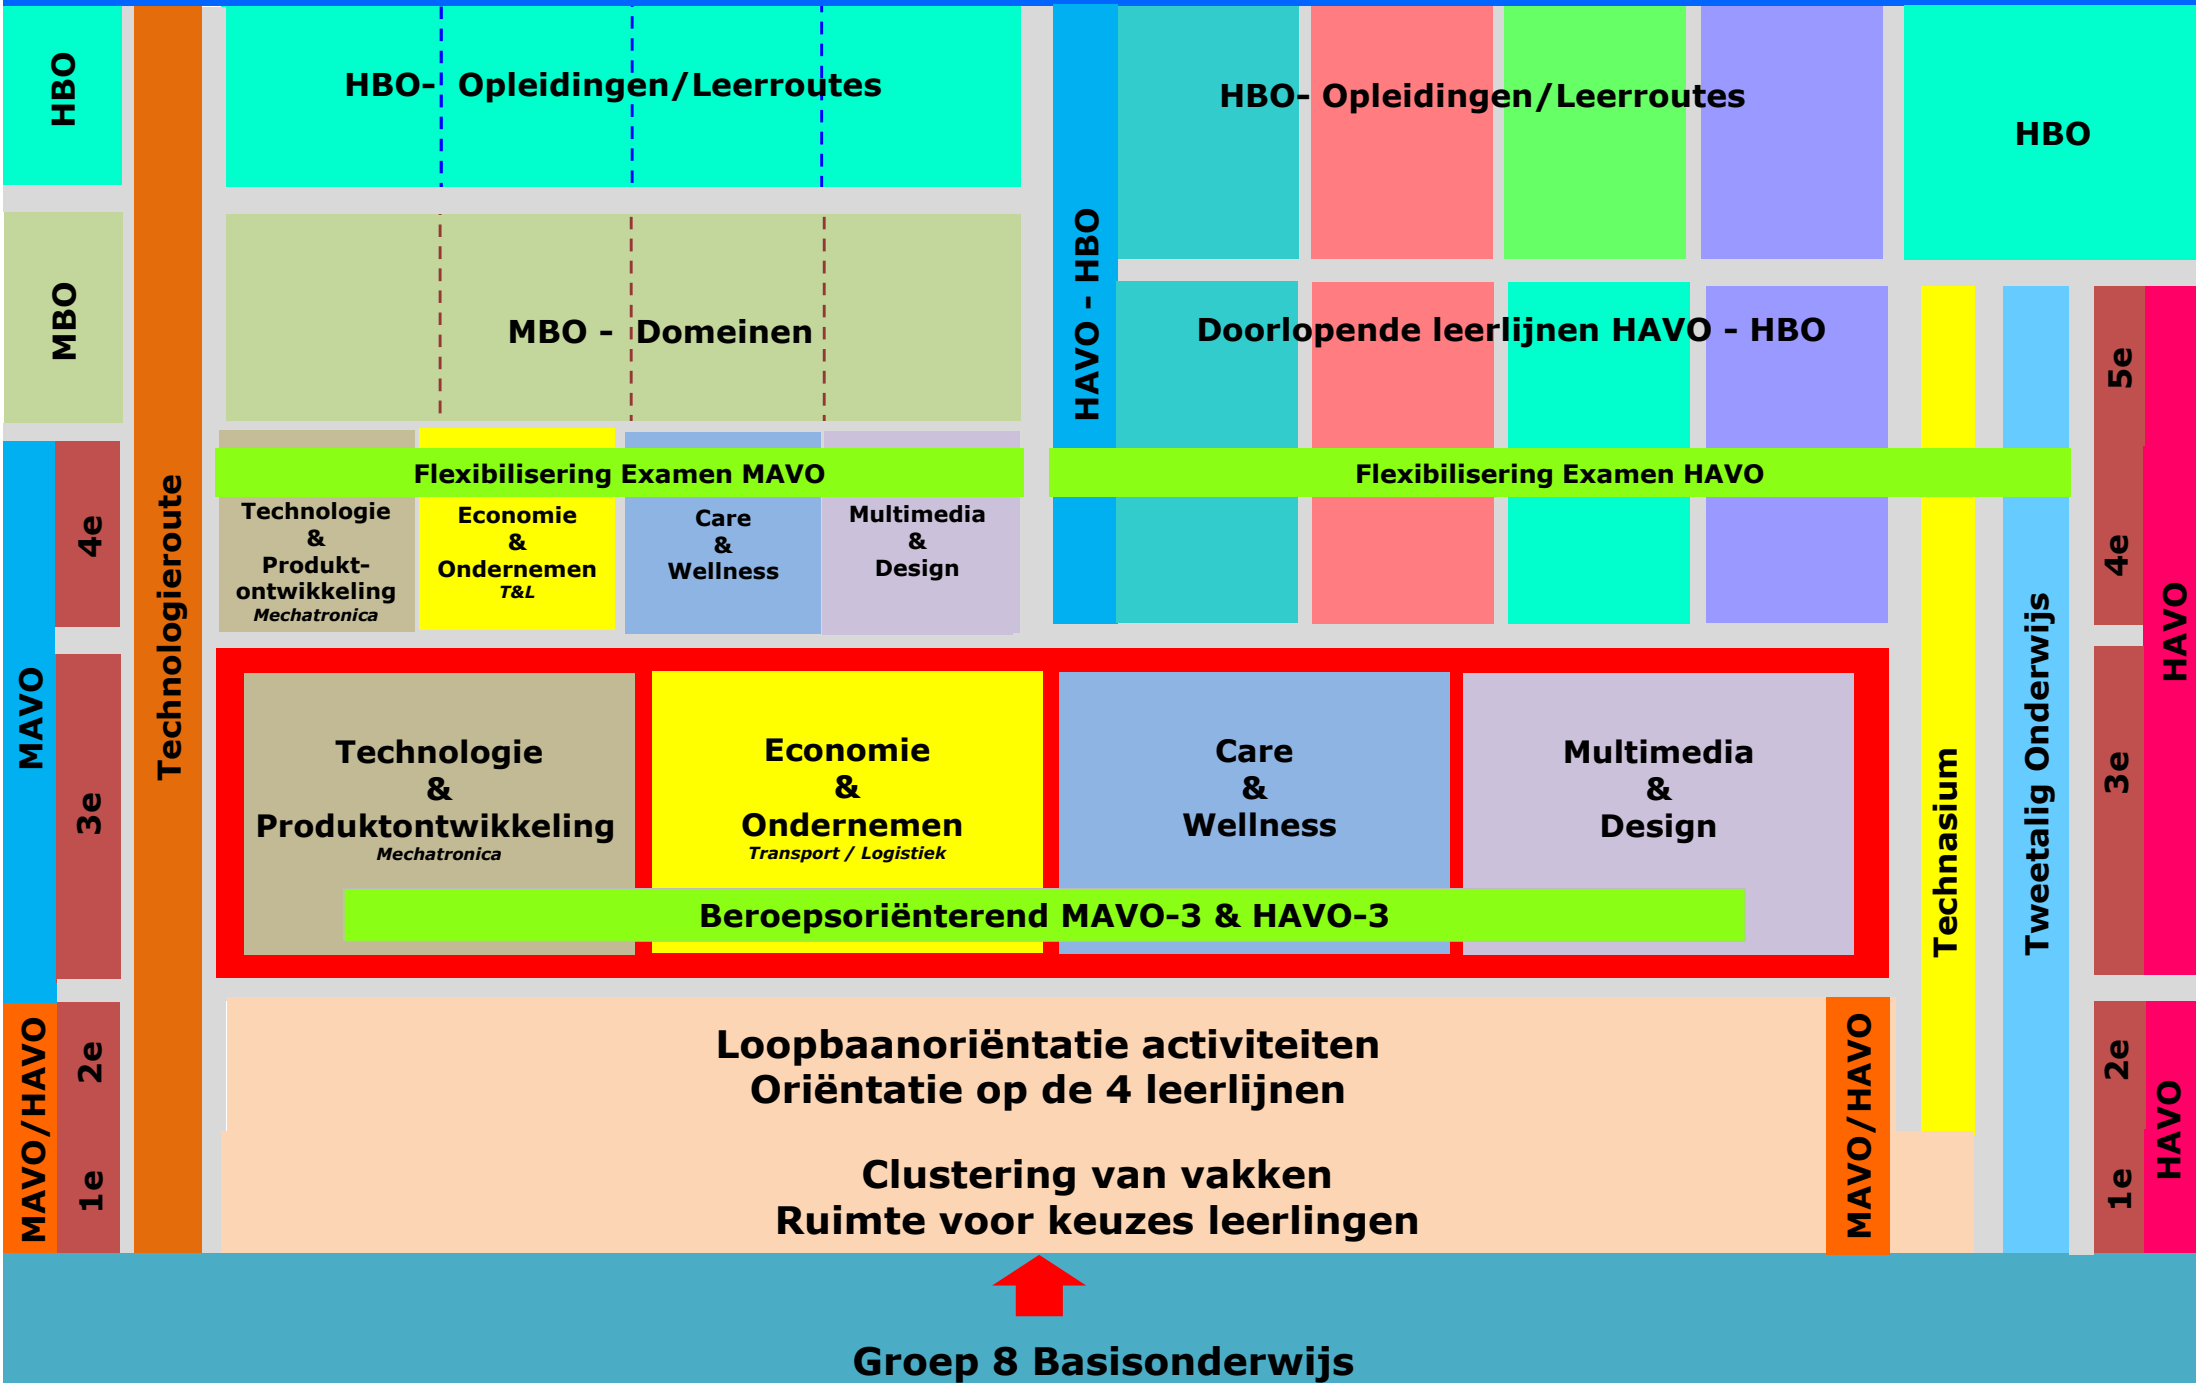 HBO
HBO- Opleidingen/Leerroutes
HBO- Opleidingen/Leerroutes
HBO
MBO
MBO - Domeinen
HAVO - HBO
Doorlopende leerlijnen HAVO - HBO
5e
Flexibilisering Examen MAVO
Flexibilisering Examen HAVO
4e
Technologie
&
Produkt-
ontwikkeling
Mechatronica
Economie
&
Ondernemen
T&L
Care
&
Wellness
Multimedia
&
Design
4e
HAVO
MAVO
Technologieroute
3e
Technologie
&
Produktontwikkeling
Mechatronica
Economie
&
Ondernemen
Transport / Logistiek
Care
&
Wellness
Multimedia
&
Design
Beroepsoriënterend MAVO-3 & HAVO-3
Technasium
Tweetalig Onderwijs
3e
MAVO/HAVO
2e
1e
Loopbaanoriëntatie activiteiten
Oriëntatie op de 4 leerlijnen
Clustering van vakken
Ruimte voor keuzes leerlingen
MAVO/HAVO
2e
1e
HAVO
Groep 8 Basisonderwijs